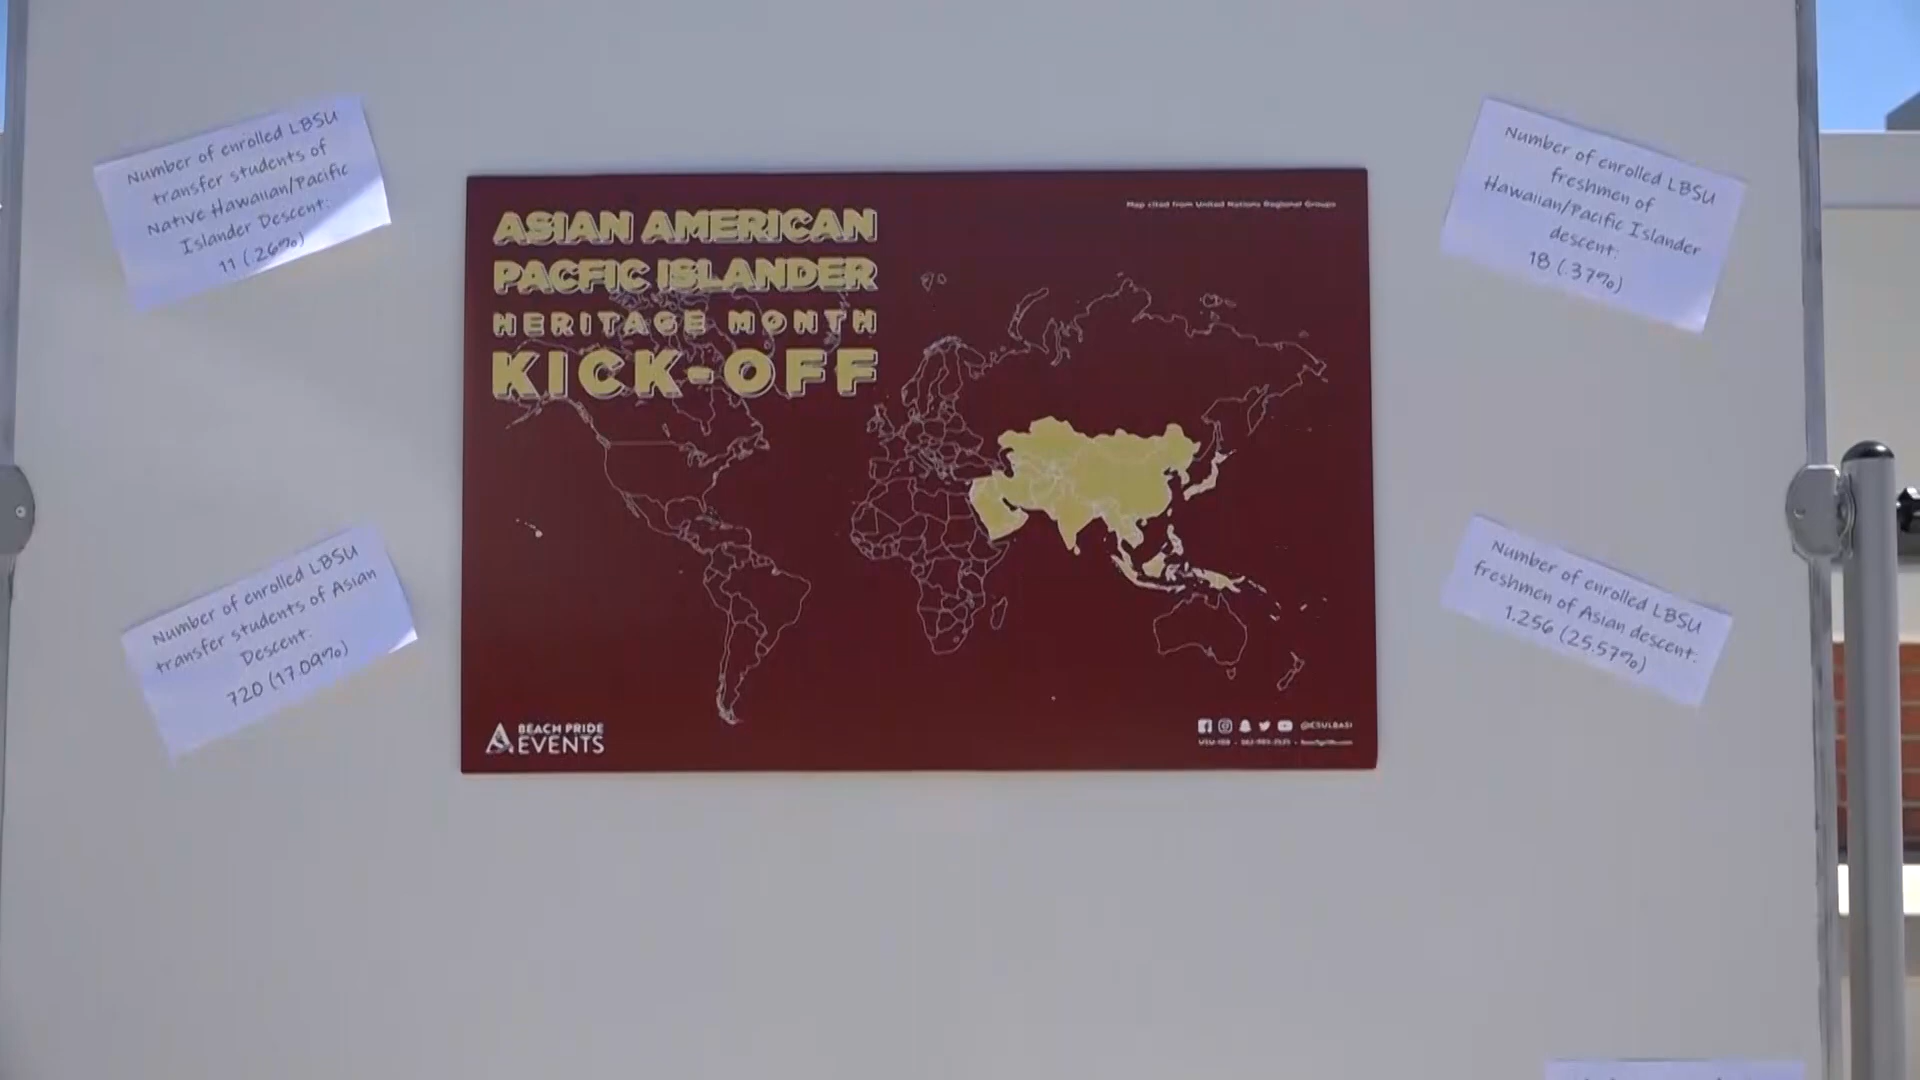 Number of enrolled LBSU
transfer students of
Native Hawaiian/Pacific
Islander Descent:
11 (.26%)
Number of enrolled LBSU
transfer students of Asian
Descent:
720 (17.09%)
ASIAN AMERICAN
PACFIC ISLANDER
HERITAGE MONTH
KICK-OFF
Map cited from United Nations Regional Groups
BEACH PRIDE
EVENTS
@CSULBASI
Number of enrolled LBSU
freshmen of
Hawaiian/Pacific Islander
descent:
18 (.37%)
Number of enrolled LBSU
freshmen of Asian descent:
1.256 (25.57%)